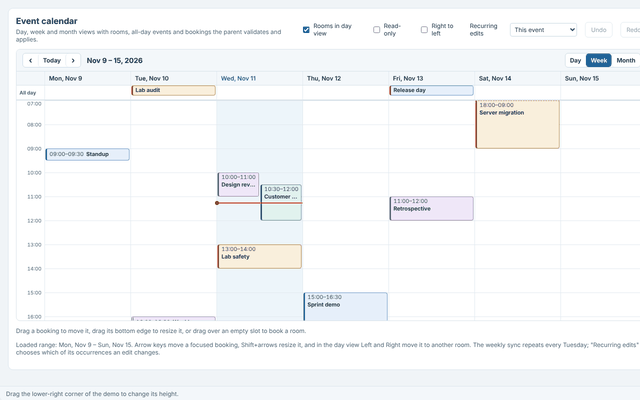 Event calendar
Day, week and month views with rooms, all-day events and bookings the parent validates and
applies.
Rooms in day
view
Read-
only
Right to
left
Recurring
edits
This event
Undo
Redo
Today
Nov 9 – 15, 2026
Day
Week
Month
Mon, Nov 9
Tue, Nov 10
Wed, Nov 11
Thu, Nov 12
Fri, Nov 13
Sat, Nov 14
Sun, Nov 15
All day
Lab audit
Release day
07:00
08:00
09:00
10:00
11:00
12:00
13:00
14:00
15:00
16:00
18:00–09:00
Server migration
09:00–09:30 Standup
10:00–11:00
Design rev…
10:30–12:00
Customer …
11:00–12:00
Retrospective
13:00–14:00
Lab safety
15:00–16:30
Sprint demo
Drag a booking to move it, drag its bottom edge to resize it, or drag over an empty slot to book a room.
Loaded range: Mon, Nov 9 – Sun, Nov 15. Arrow keys move a focused booking, Shift+arrows resize it, and in the day view Left and Right move it to another room. The weekly sync repeats every Tuesday; "Recurring edits"
chooses which of its occurrences an edit changes.
Drag the lower-right corner of the demo to change its height.